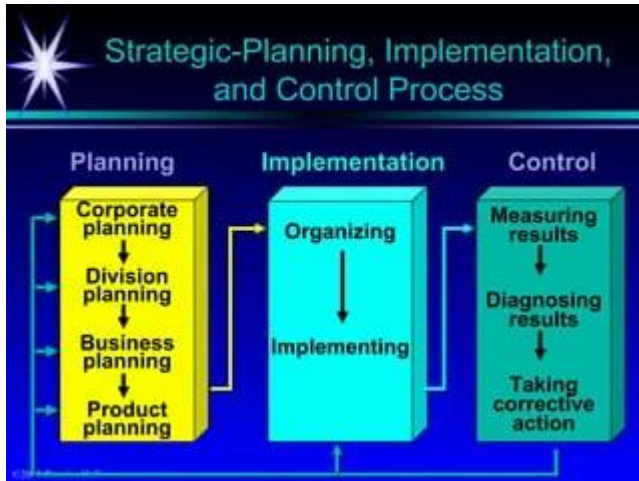 Strategic-Planning, Implementation,
and Control Process
Planning
Implementation
Control
Corporate
planning
Division
planning
Business
planning
Product
planning
Organizing
Implementing
Measuring
results
Diagnosing
results
Taking
corrective
action